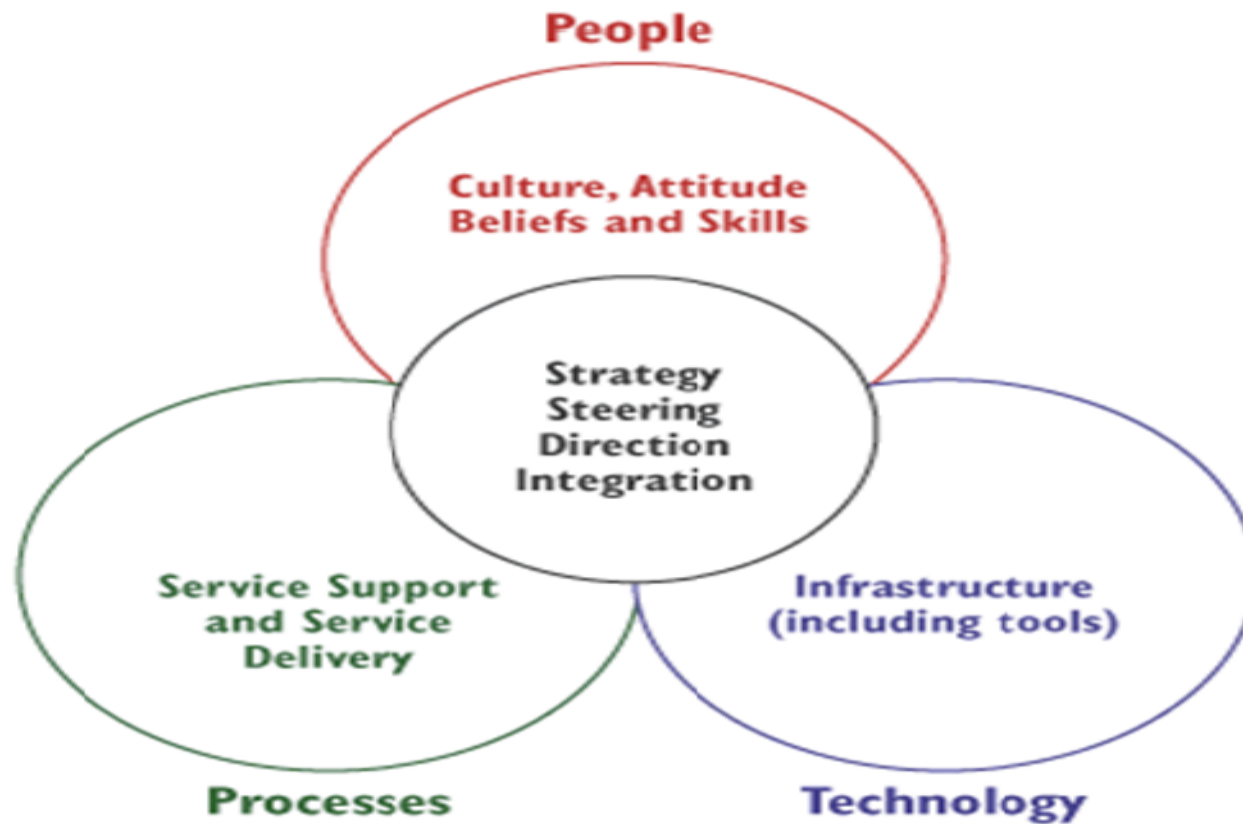 People
Culture, Attitude
Beliefs and Skills
Strategy
Steering
Direction
Integration
Service Support
and Service
Delivery
Infrastructure
(including tools)
Processes
Technology